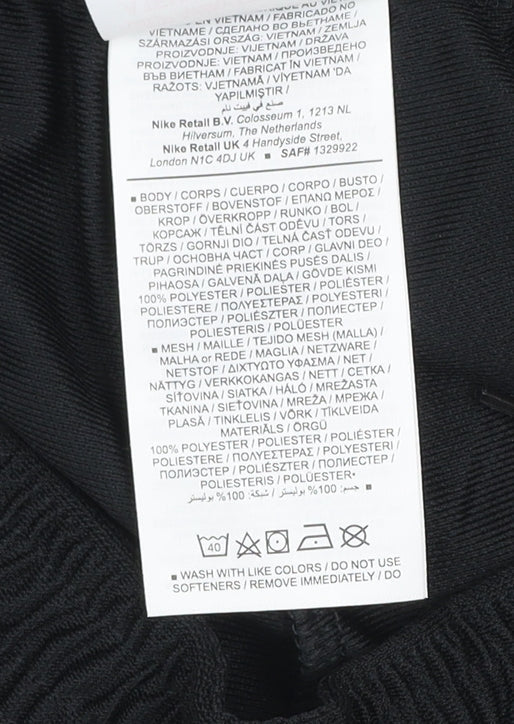 EN VIETNAM / FABRICADO NO
VIETNAME / СДЕЛАНО ВО ВЬЕТНАМЕ /
SZÁRMAZÁSI ORSZÁG: VIETNAM / ZEMLJA
PROIZVODNJE: VIJETNAM / DRŽAVA
PROIZVODNJE: VIETNAM / ПРОИЗВЕДЕНО
ВЪВ ВИЕТНАМ / FABRICAT ÎN VIETNAM /
RAŽOTS: VJETNAMĀ / VİYETNAM 'DA
YAPILMIŞTIR /
صنع في فييت نام
Nike Retail B.V. Colosseum 1, 1213 NL
Hilversum, The Netherlands
Nike Retail UK 4 Handyside Street,
London N1C 4DJ UK ■ SAF# 1329922
■ BODY / CORPS / CUERPO / CORPO / BUSTO /
OBERSTOFF / BOVENSTOF / ΕΠΑΝΩ ΜΕΡΟΣ /
KROP / ÖVERKROPP / RUNKO / BOL /
КОРСАЖ / TĚLNÍ ČÁST ODĚVU / TORS /
TÖRZS / GORNJI DIO / TELNÁ ČASŤ ODEVU /
TRUP / ОСНОВНА ЧАСТ / CORP / GLAVNI DEO /
PAGRINDINĖ PRIEKINĖS PUSĖS DALIS /
PIHAOSA / GALVENĀ DAĻA / GÖVDE KISMI
100% POLYESTER / POLIESTER / POLIÉSTER /
POLIESTERE / ΠΟΛΥΕΣΤΕΡΑΣ / POLYESTERI /
ПОЛИЭСТЕР / POLIÉSZTER / ПОЛИЕСТЕР /
POLIESTERIS / POLÜESTER
■ MESH / MAILLE / TEJIDO MESH (MALLA) /
MALHA or REDE / MAGLIA / NETZWARE /
NETSTOF / ΔΙΧΤΥΩΤΟ ΥΦΑΣΜΑ / NET /
NÄTTYG / VERKKOKANGAS / NETT / СЕТКА /
SÍŤOVINA / SIATKA / HÁLÓ / MREŽASTA
TKANINA / SIEŤOVINA / MREŽA / МРЕЖА /
PLASĂ / TINKLELIS / VÕRK / TĪKLVEIDA
MATERIĀLS / ÖRGÜ
100% POLYESTER / POLIESTER / POLIÉSTER /
POLIESTERE / ΠΟΛΥΕΣΤΕΡΑΣ / POLYESTERI /
ПОЛИЭСТЕР / POLIÉSZTER / ПОЛИЕСТЕР /
POLIESTERIS / POLÜESTER•
■ جسم: 100% بوليستر / شبكة: 100% بوليستر
40
■ WASH WITH LIKE COLORS / DO NOT USE
SOFTENERS / REMOVE IMMEDIATELY / DO